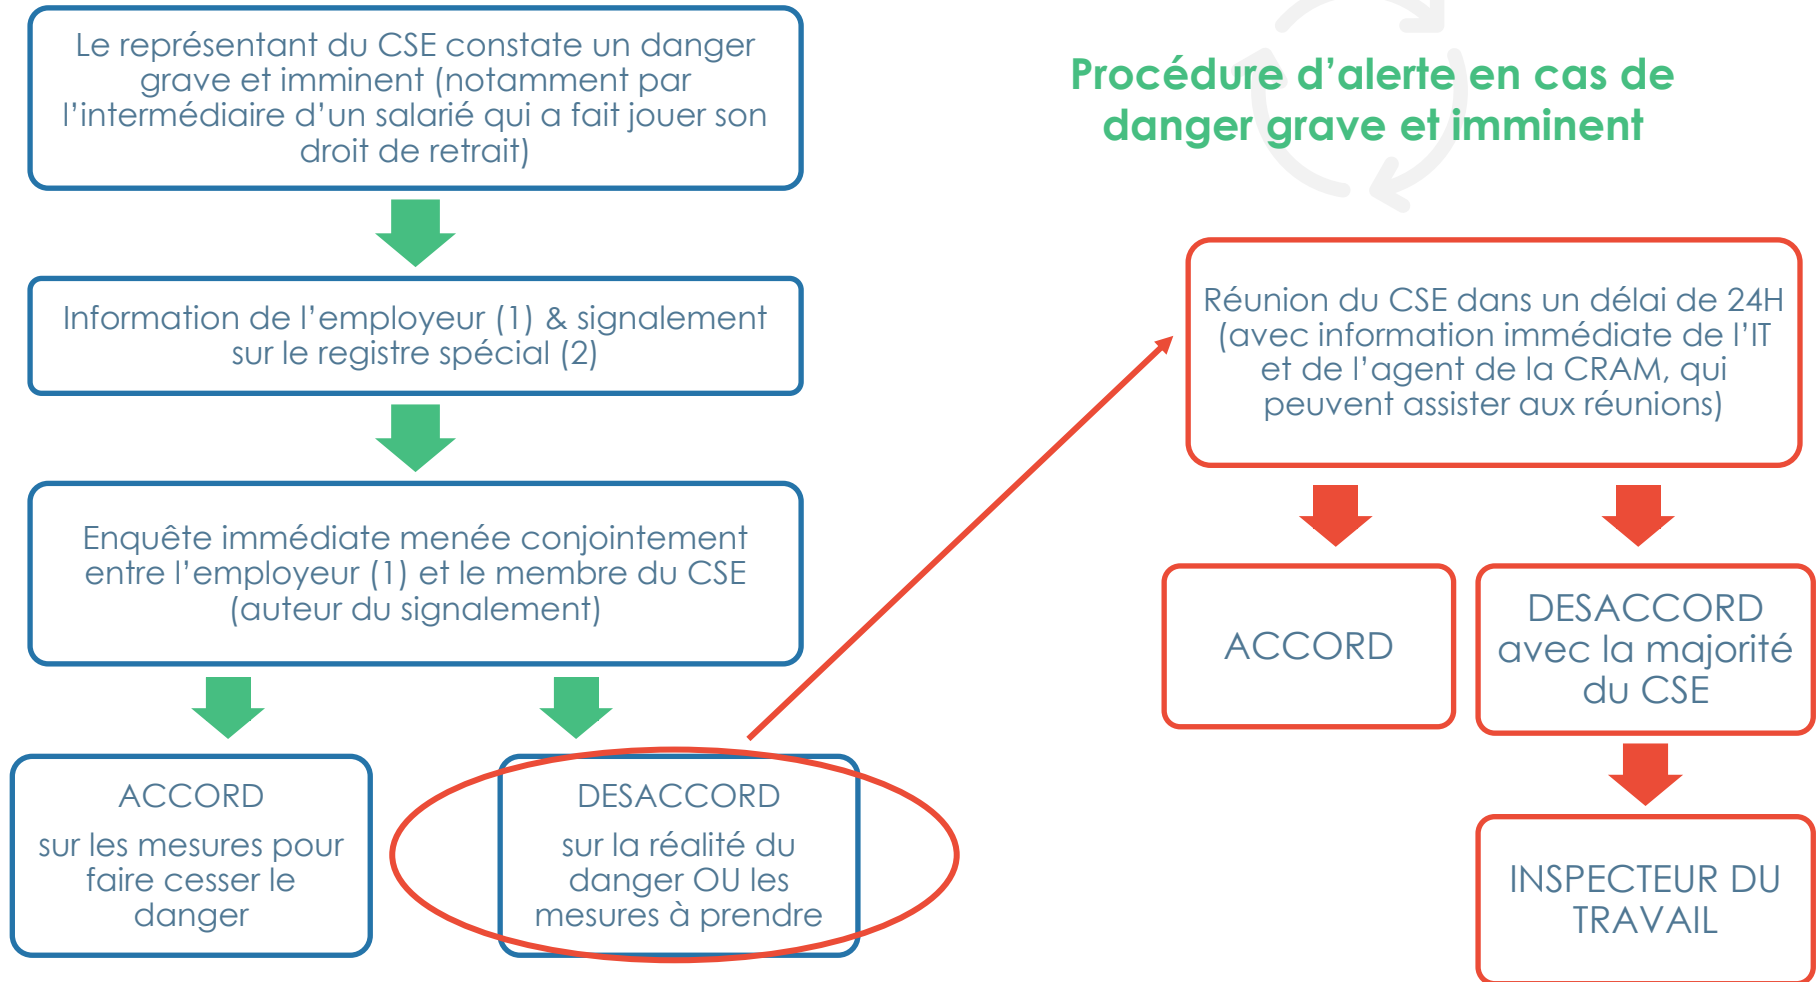 Le représentant du CSE constate un danger
grave et imminent (notamment par
l'intermédiaire d'un salarié qui a fait jouer son
droit de retrait)
Information de l'employeur (1) & signalement
sur le registre spécial (2)
Enquête immédiate menée conjointement
entre l'employeur (1) et le membre du CSE
(auteur du signalement)
ACCORD
sur les mesures pour
faire cesser le
danger
DESACCORD
sur la réalité du
danger OU les
mesures à prendre
Procédure d'alerte en cas de
danger grave et imminent
Réunion du CSE dans un délai de 24H
(avec information immédiate de l'IT
et de l'agent de la CRAM, qui
peuvent assister aux réunions)
ACCORD
DESACCORD
avec la majorité
du CSE
INSPECTEUR DU
TRAVAIL